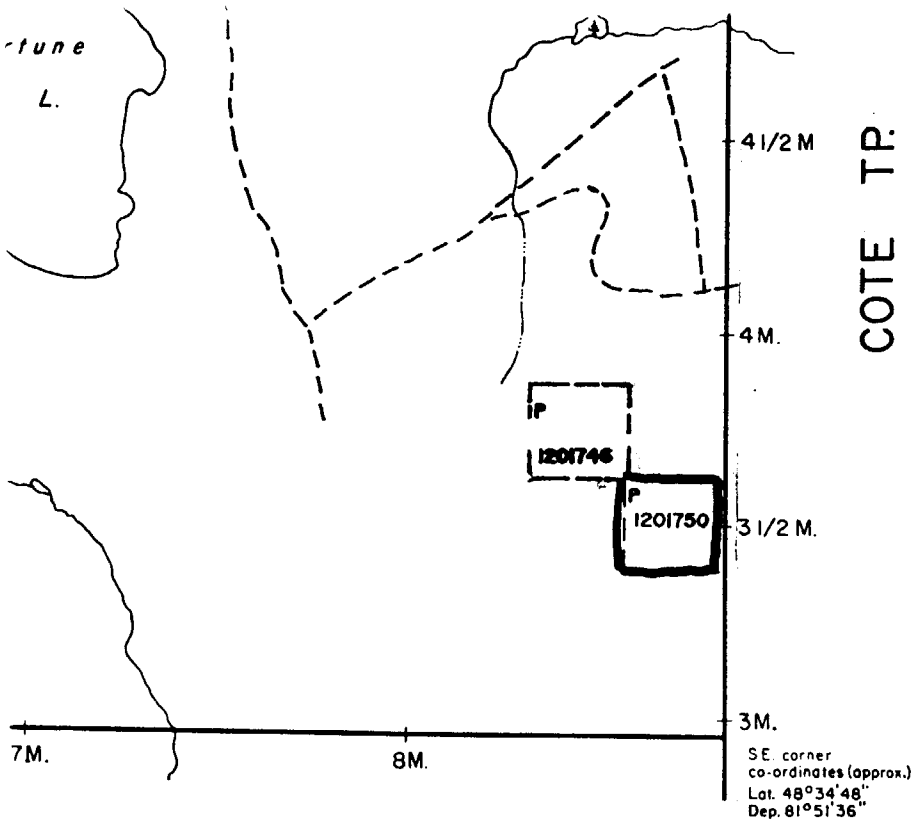 rtune
L.
4 1/2 M
COTE TP.
4 M.
P
1201746
P
1201750
3 1/2 M.
3M.
7M.
8M.
S.E. corner
co-ordinates (approx.)
Lat. 48°34'48"
Dep. 81°51'36"